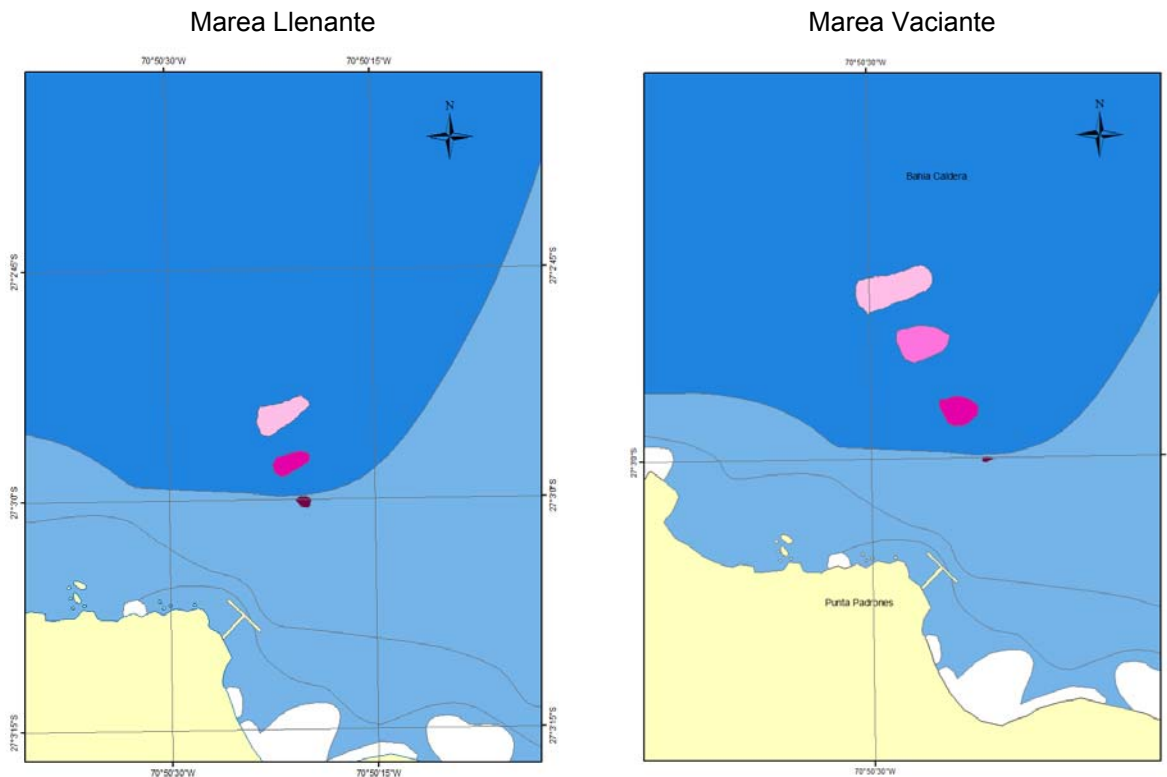 Marea Llenante
Marea Vaciante
70°50'30"W
70°50'15"W
70°50'30"W
N
N
Bahia Caldera
27°2'45"S
27°2'45"S
27°3'0"S
27°3'0"S
27°3'0"S
Punta Padrones
27°3'15"S
27°3'15"S
70°50'30"W
70°50'15"W
70°50'30"W